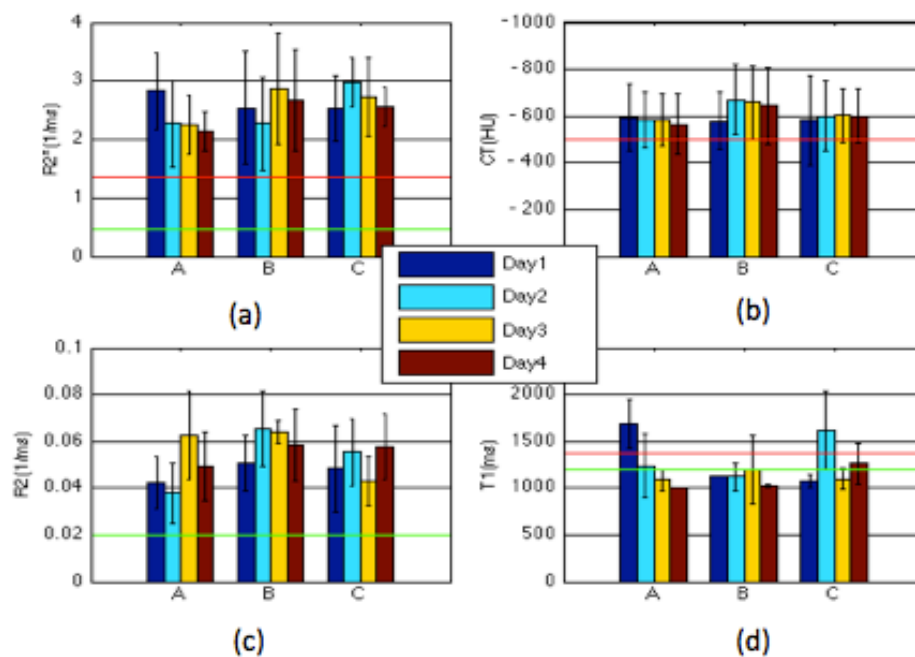 4
3
2
1
0
R2*(1/ms)
A
B
C
(a)
-1000
-800
-600
-400
-200
CT(HU)
A
B
C
(b)
Day1
Day2
Day3
Day4
0.1
0.08
0.06
0.04
0.02
0
R2(1/ms)
A
B
C
(c)
2000
1500
1000
500
0
T1(ms)
A
B
C
(d)